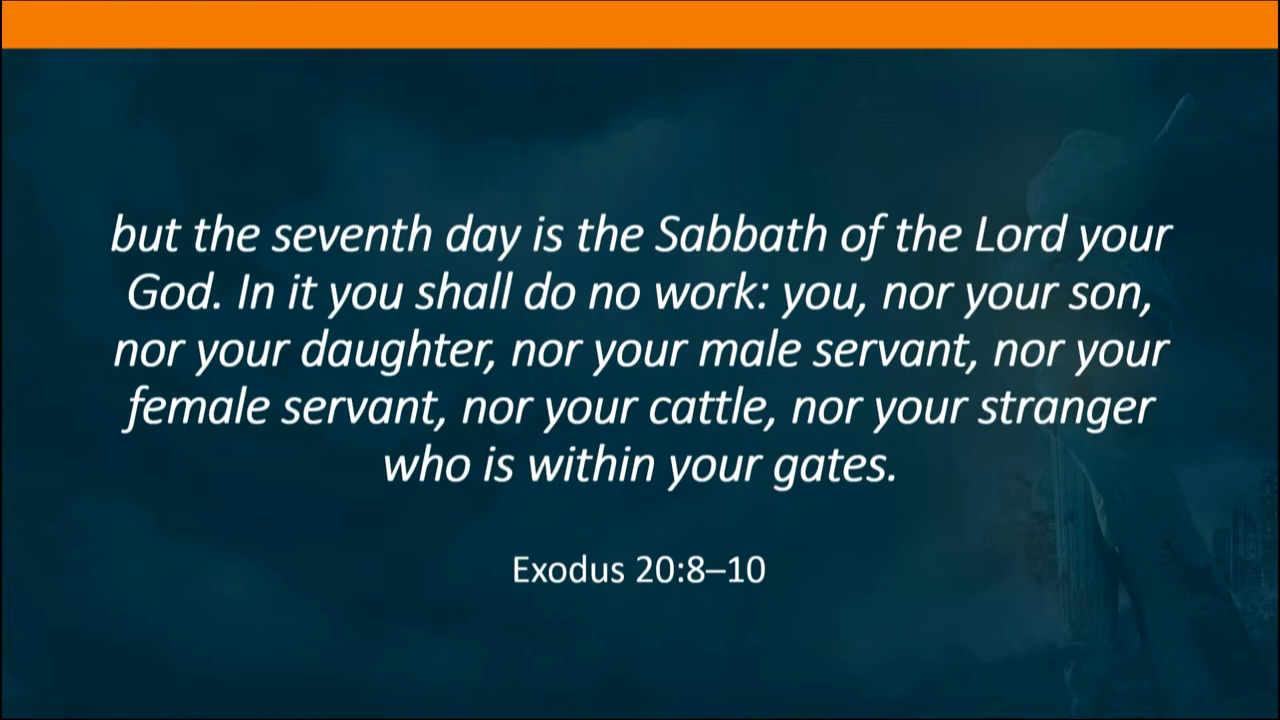 but the seventh day is the Sabbath of the Lord your
God. In it you shall do no work: you, nor your son,
nor your daughter, nor your male servant, nor your
female servant, nor your cattle, nor your stranger
who is within your gates.
Exodus 20:8–10